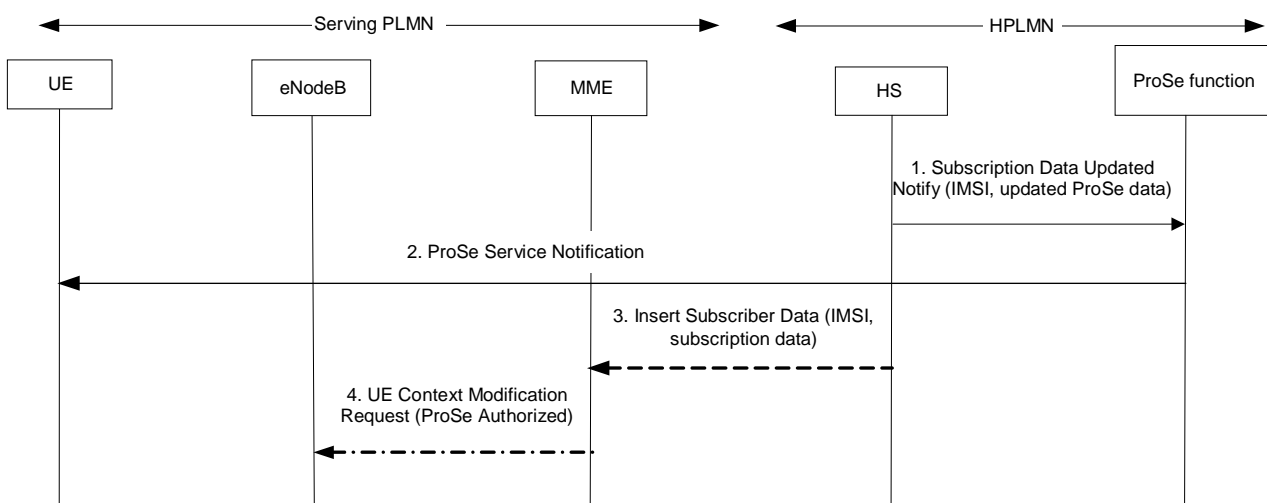 Serving PLMN
HPLMN
UE
eNodeB
MME
HS
ProSe function
1. Subscription Data Updated
Notify (IMSI, updated ProSe data)
2. ProSe Service Notification
3. Insert Subscriber Data (IMSI,
subscription data)
4. UE Context Modification
Request (ProSe Authorized)